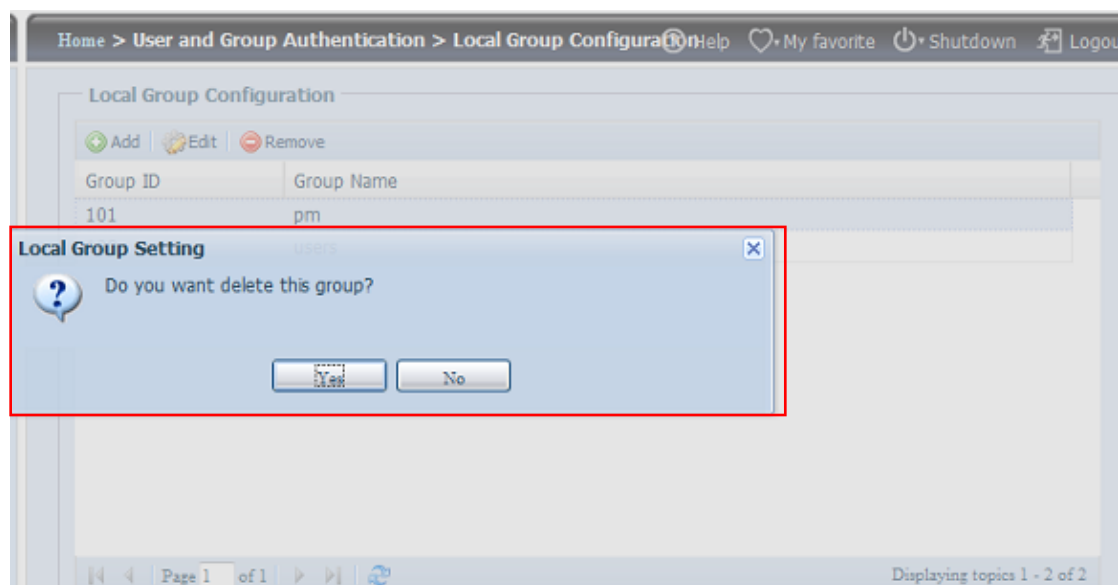 Home > User and Group Authentication > Local Group Configuration Help My favorite Shutdown Logou
Local Group Configuration
Add Edit Remove
Group ID Group Name
101 pm
users
Local Group Setting
Do you want delete this group?
Yes No
Page 1 of 1 Displaying topics 1 - 2 of 2